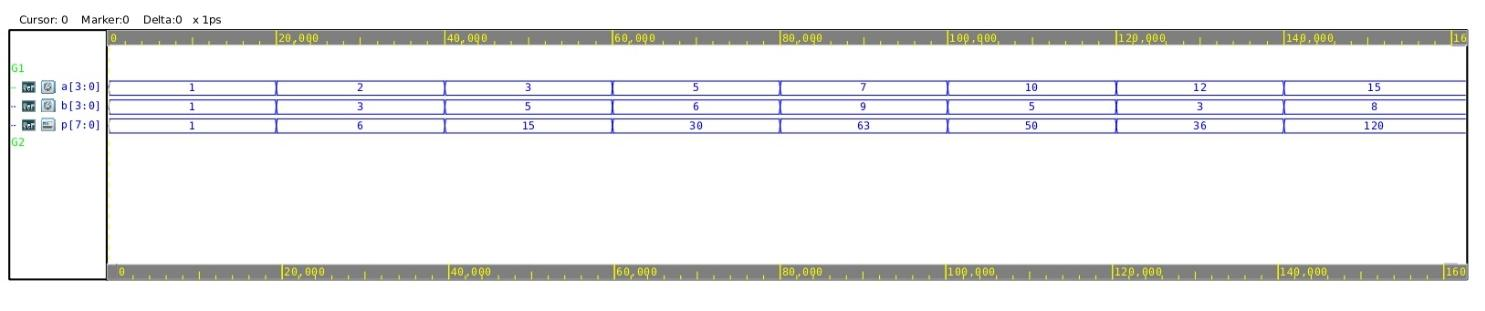 Cursor: 0 Marker:0 Delta:0 x 1ps
0 20,000 40,000 60,000 80,000 100,000 120,000 140,000 16
G1
a[3:0] 1 2 3 5 7 10 12 15
b[3:0] 1 3 5 6 9 5 3 8
p[7:0] 1 6 15 30 63 50 36 120
G2
0 20,000 40,000 60,000 80,000 100,000 120,000 140,000 160